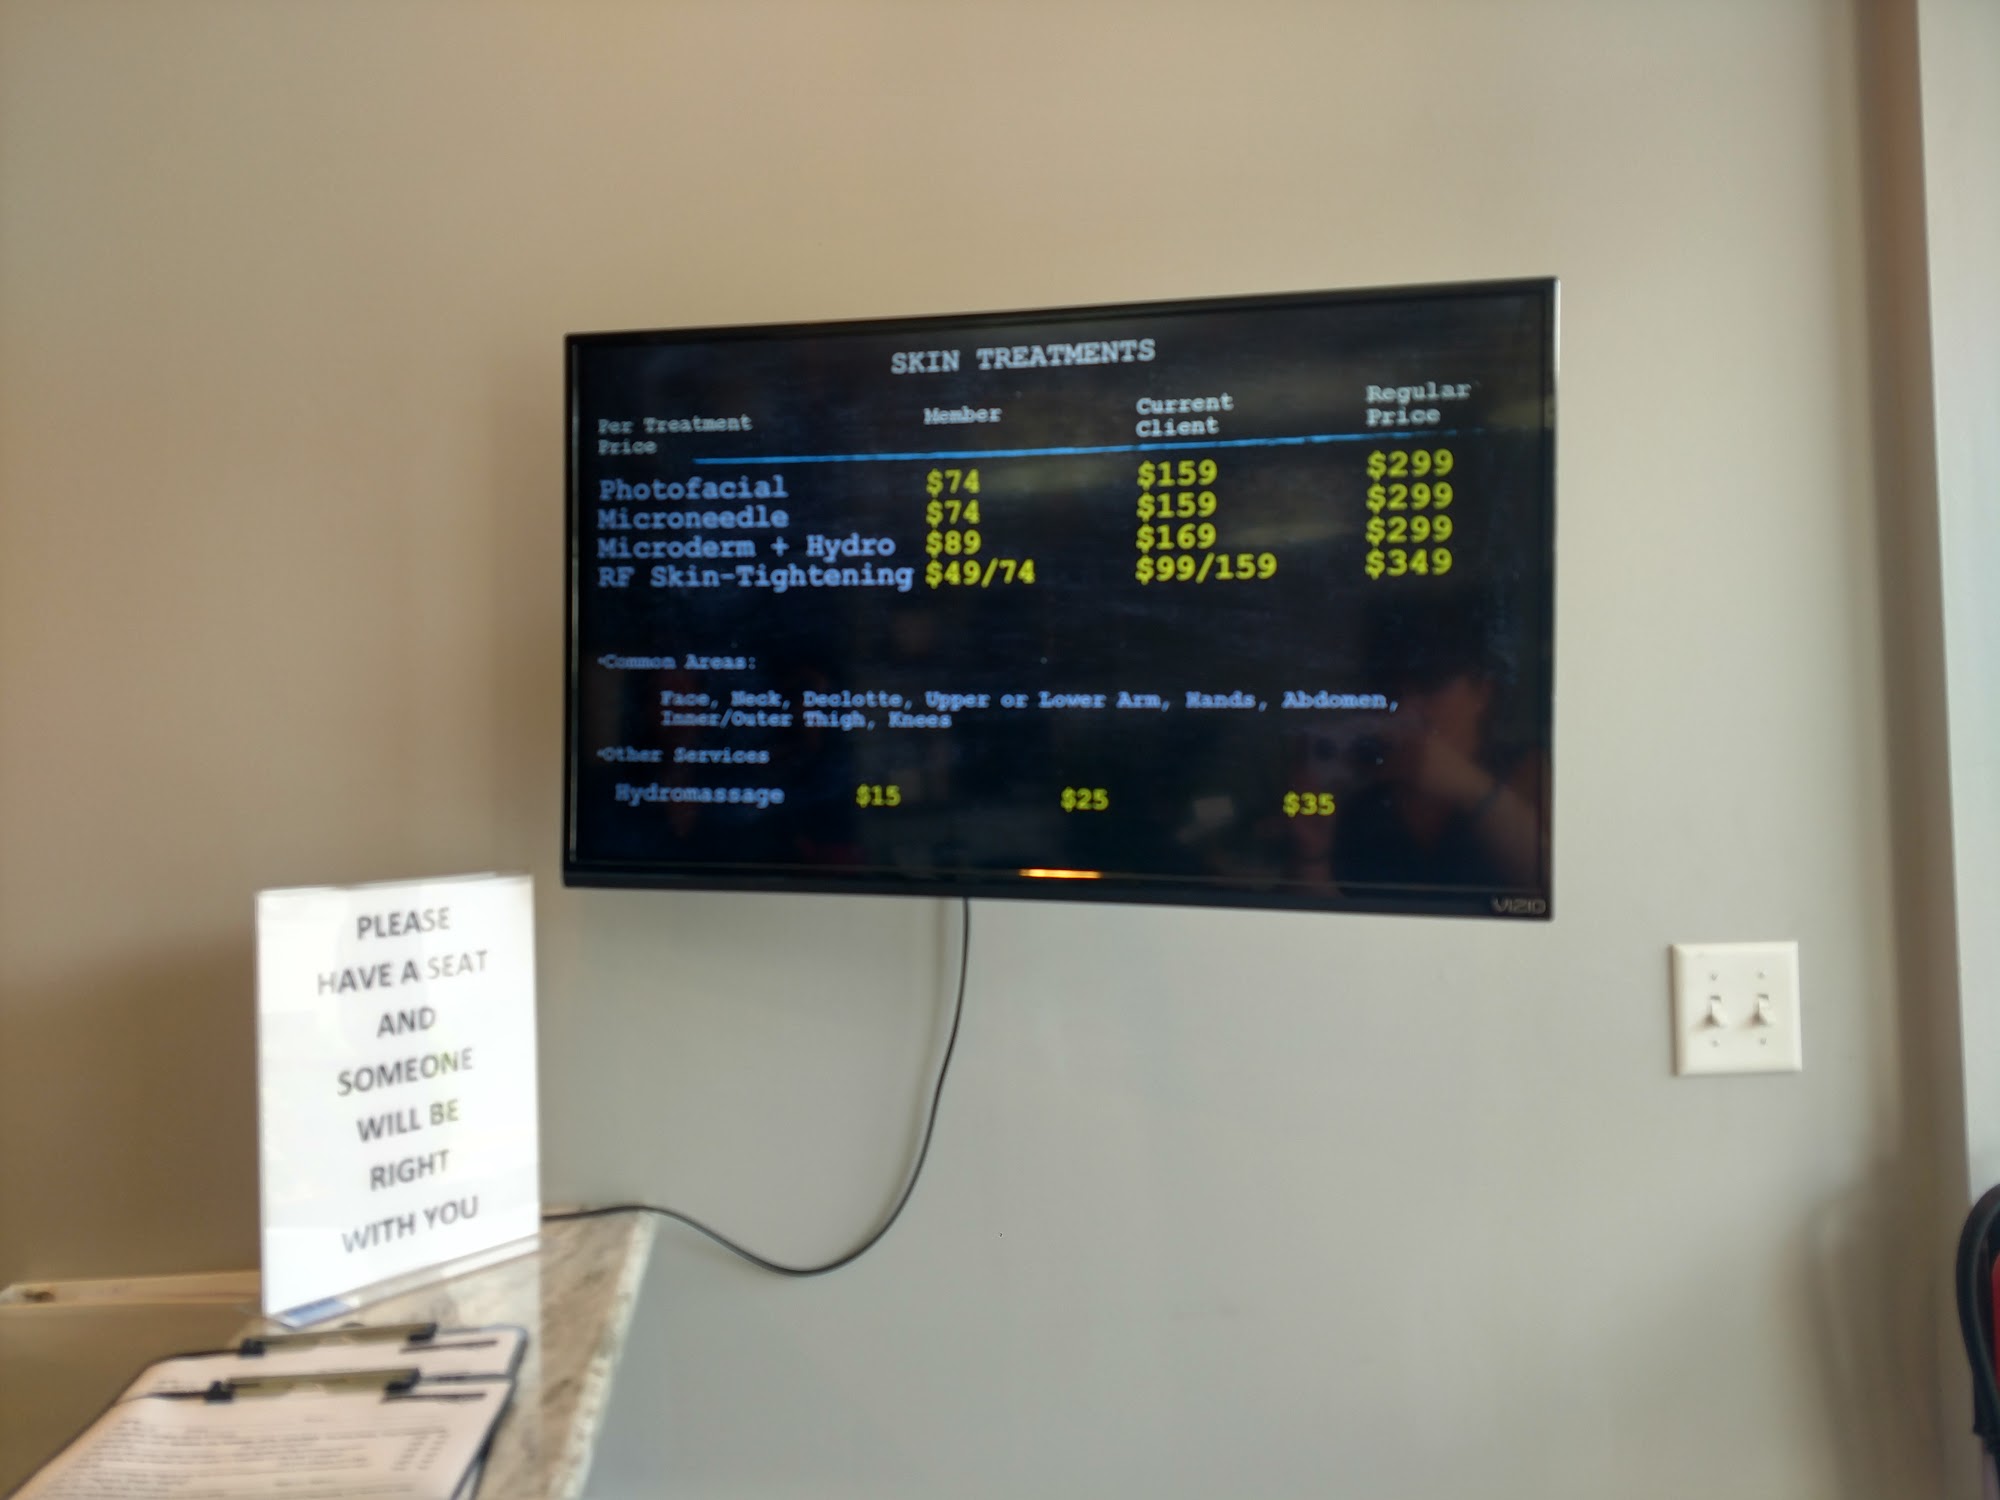 SKIN TREATMENTS
Per Treatment Price Member Current Client Regular Price
Photofacial $74 $159 $299
Microneedle $74 $159 $299
Microderm + Hydro $89 $169 $299
RF Skin-Tightening $49/74 $99/159 $349
•Common Areas:
Face, Neck, Declotte, Upper or Lower Arm, Hands, Abdomen,
Inner/Outer Thigh, Knees
•Other Services
Hydromassage $15 $25 $35
VIZIO
PLEASE
HAVE A SEAT
AND
SOMEONE
WILL BE
RIGHT
WITH YOU